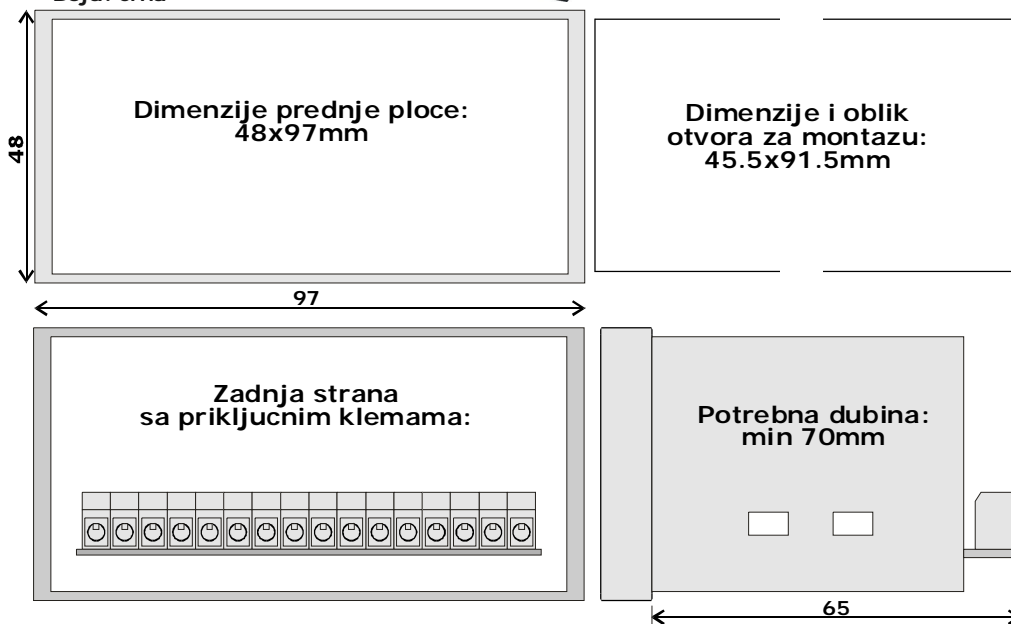 Dimenzije prednje ploce:
48x97mm
48
97
Dimenzije i oblik
otvora za montazu:
45.5x91.5mm
Zadnja strana
sa prikljucnim klemama:
Potrebna dubina:
min 70mm
65